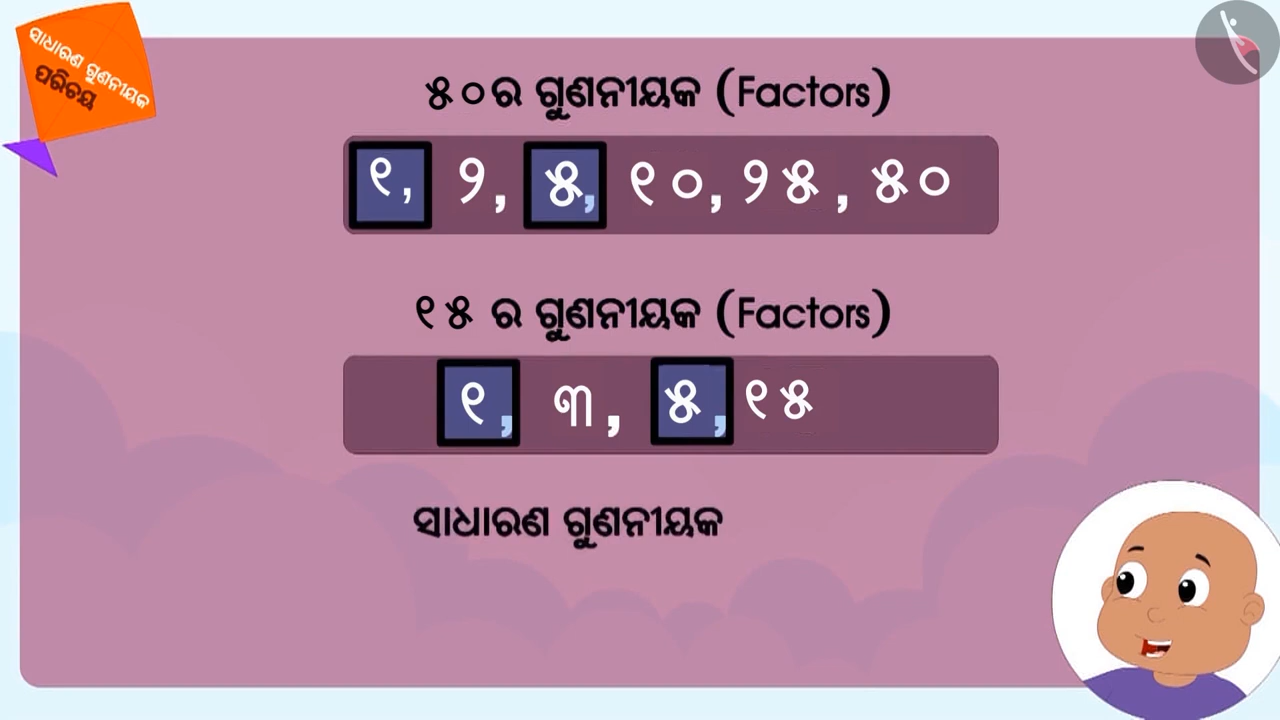 ସାଧାରଣ ଗୁଣନୀୟକ
ପରିଚୟ
୫୦ର ଗୁଣନୀୟକ (Factors)
୧, ୨, ୫, ୧୦, ୨୫, ୫୦
୧୫ ର ଗୁଣନୀୟକ (Factors)
୧, ୩, ୫, ୧୫
ସାଧାରଣ ଗୁଣନୀୟକ